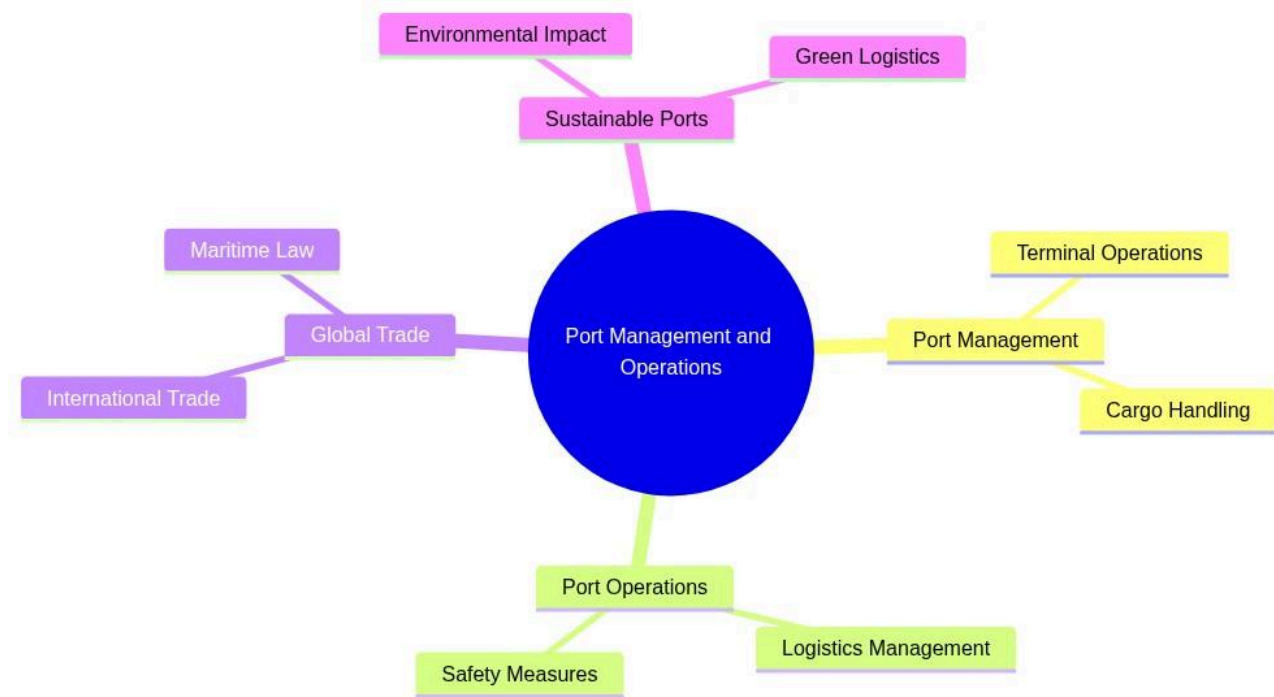 Environmental Impact
Green Logistics
Sustainable Ports
Maritime Law
Terminal Operations
Global Trade
Port Management and
Operations
Port Management
International Trade
Cargo Handling
Port Operations
Logistics Management
Safety Measures